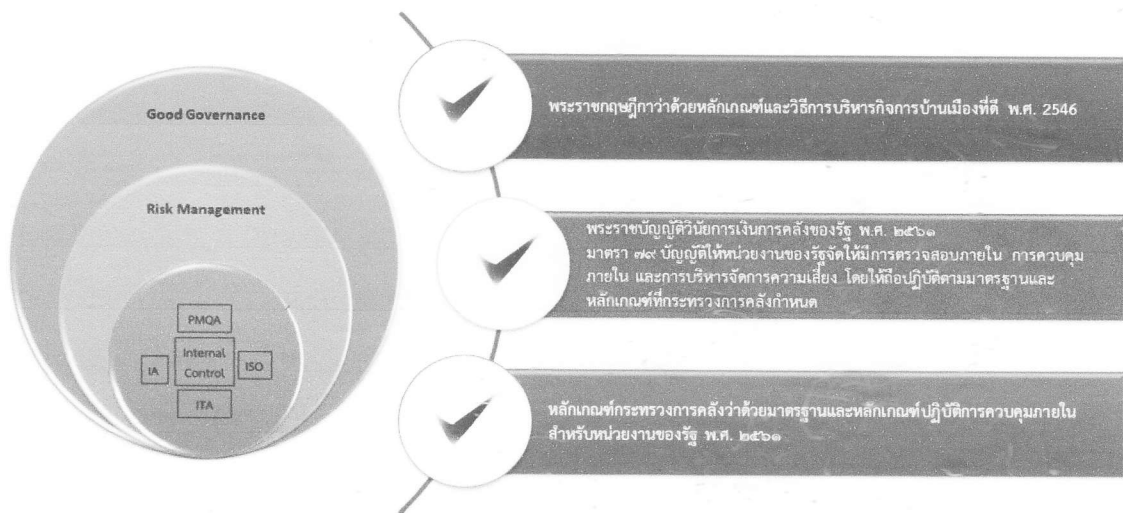 Good Governance
Risk Management
PMQA
IA
Internal
Control
ISO
ITA
พระราชกฤษฎีกาว่าด้วยหลักเกณฑ์และวิธีการบริหารกิจการบ้านเมืองที่ดี พ.ศ. 2546
พระราชบัญญัติวินัยการเงินการคลังของรัฐ พ.ศ. ๒๕๖๑
มาตรา ๗๙ บัญญัติให้หน่วยงานของรัฐจัดให้มีการตรวจสอบภายใน การควบคุม
ภายใน และการบริหารจัดการความเสี่ยง โดยให้ถือปฏิบัติตามมาตรฐานและ
หลักเกณฑ์ที่กระทรวงการคลังกำหนด
หลักเกณฑ์กระทรวงการคลังว่าด้วยมาตรฐานและหลักเกณฑ์ปฏิบัติการควบคุมภายใน
สำหรับหน่วยงานของรัฐ พ.ศ. ๒๕๖๑